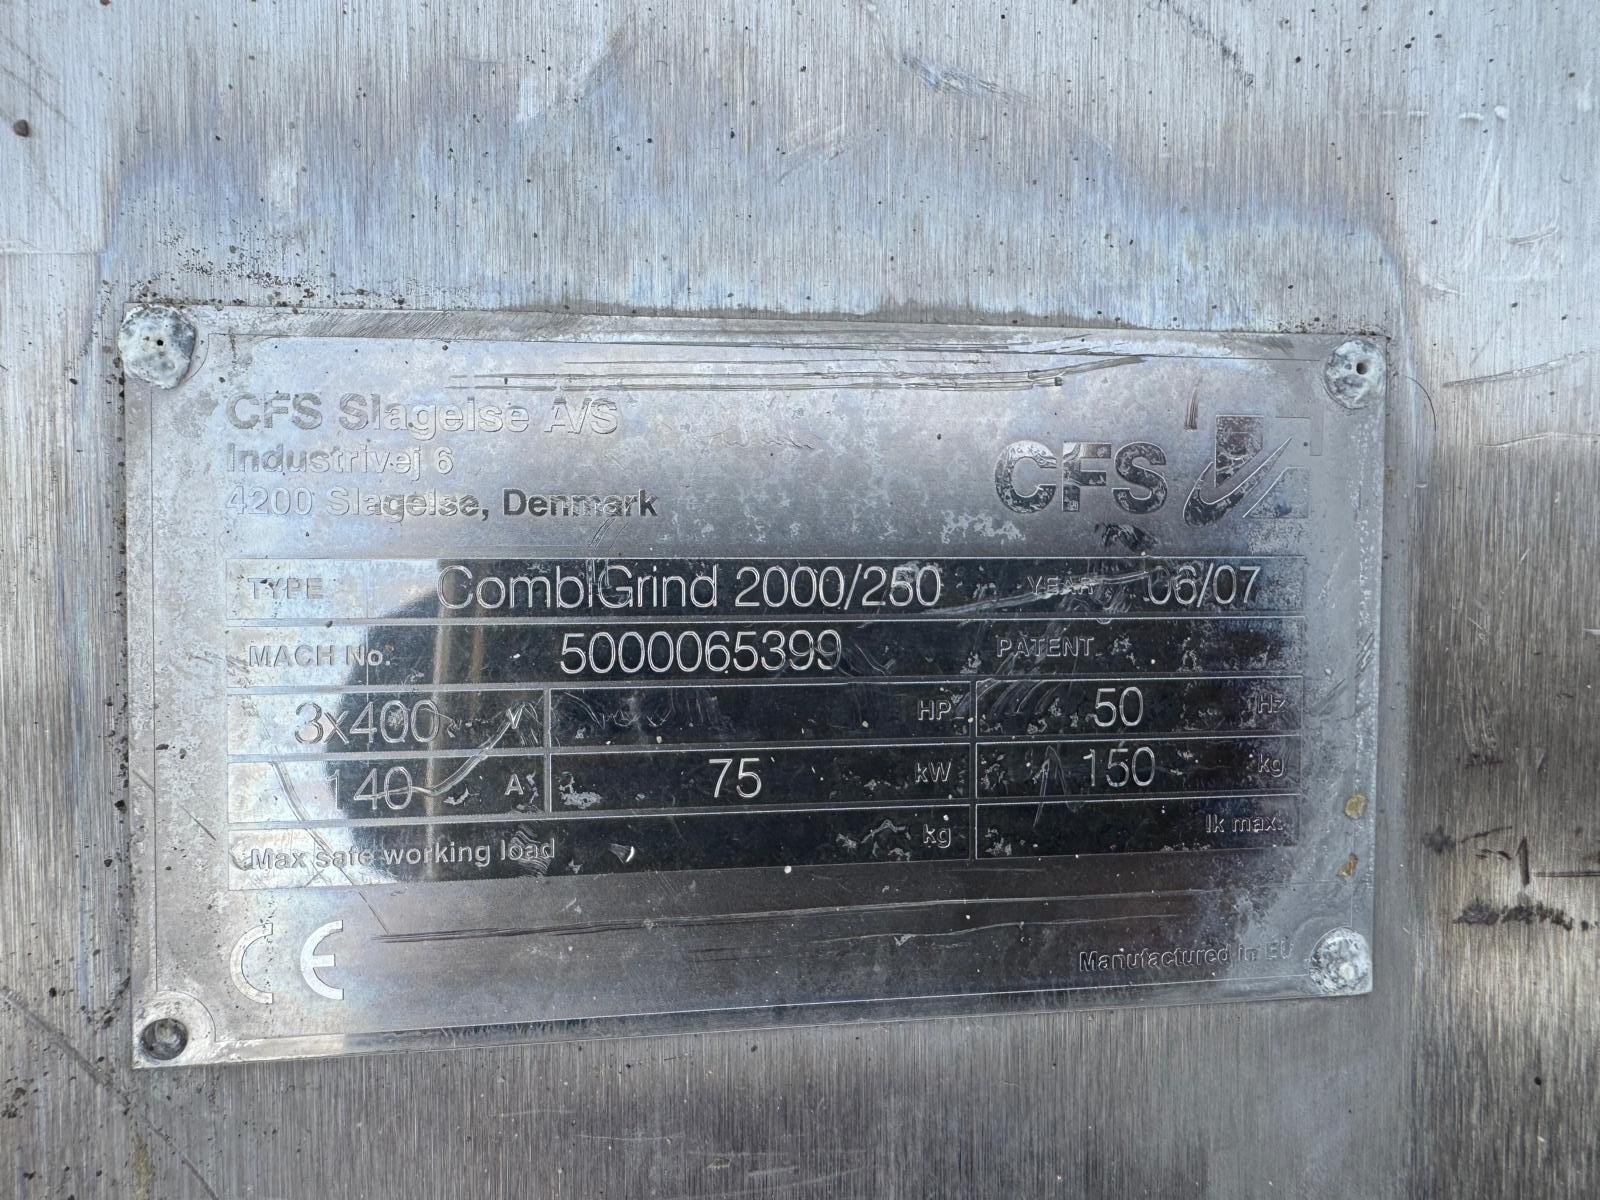 CFS Slagelse A/S
Industrivej 6
4200 Slagelse, Denmark
CFS
TYPE CombiGrind 2000/250 YEAR 06/07
MACH No. 5000065399 PATENT.
3x400 V HP 50 Hz
140 A 75 kW 150 kg
Max safe working load kg Ik max.
CE
Manufactured in EU